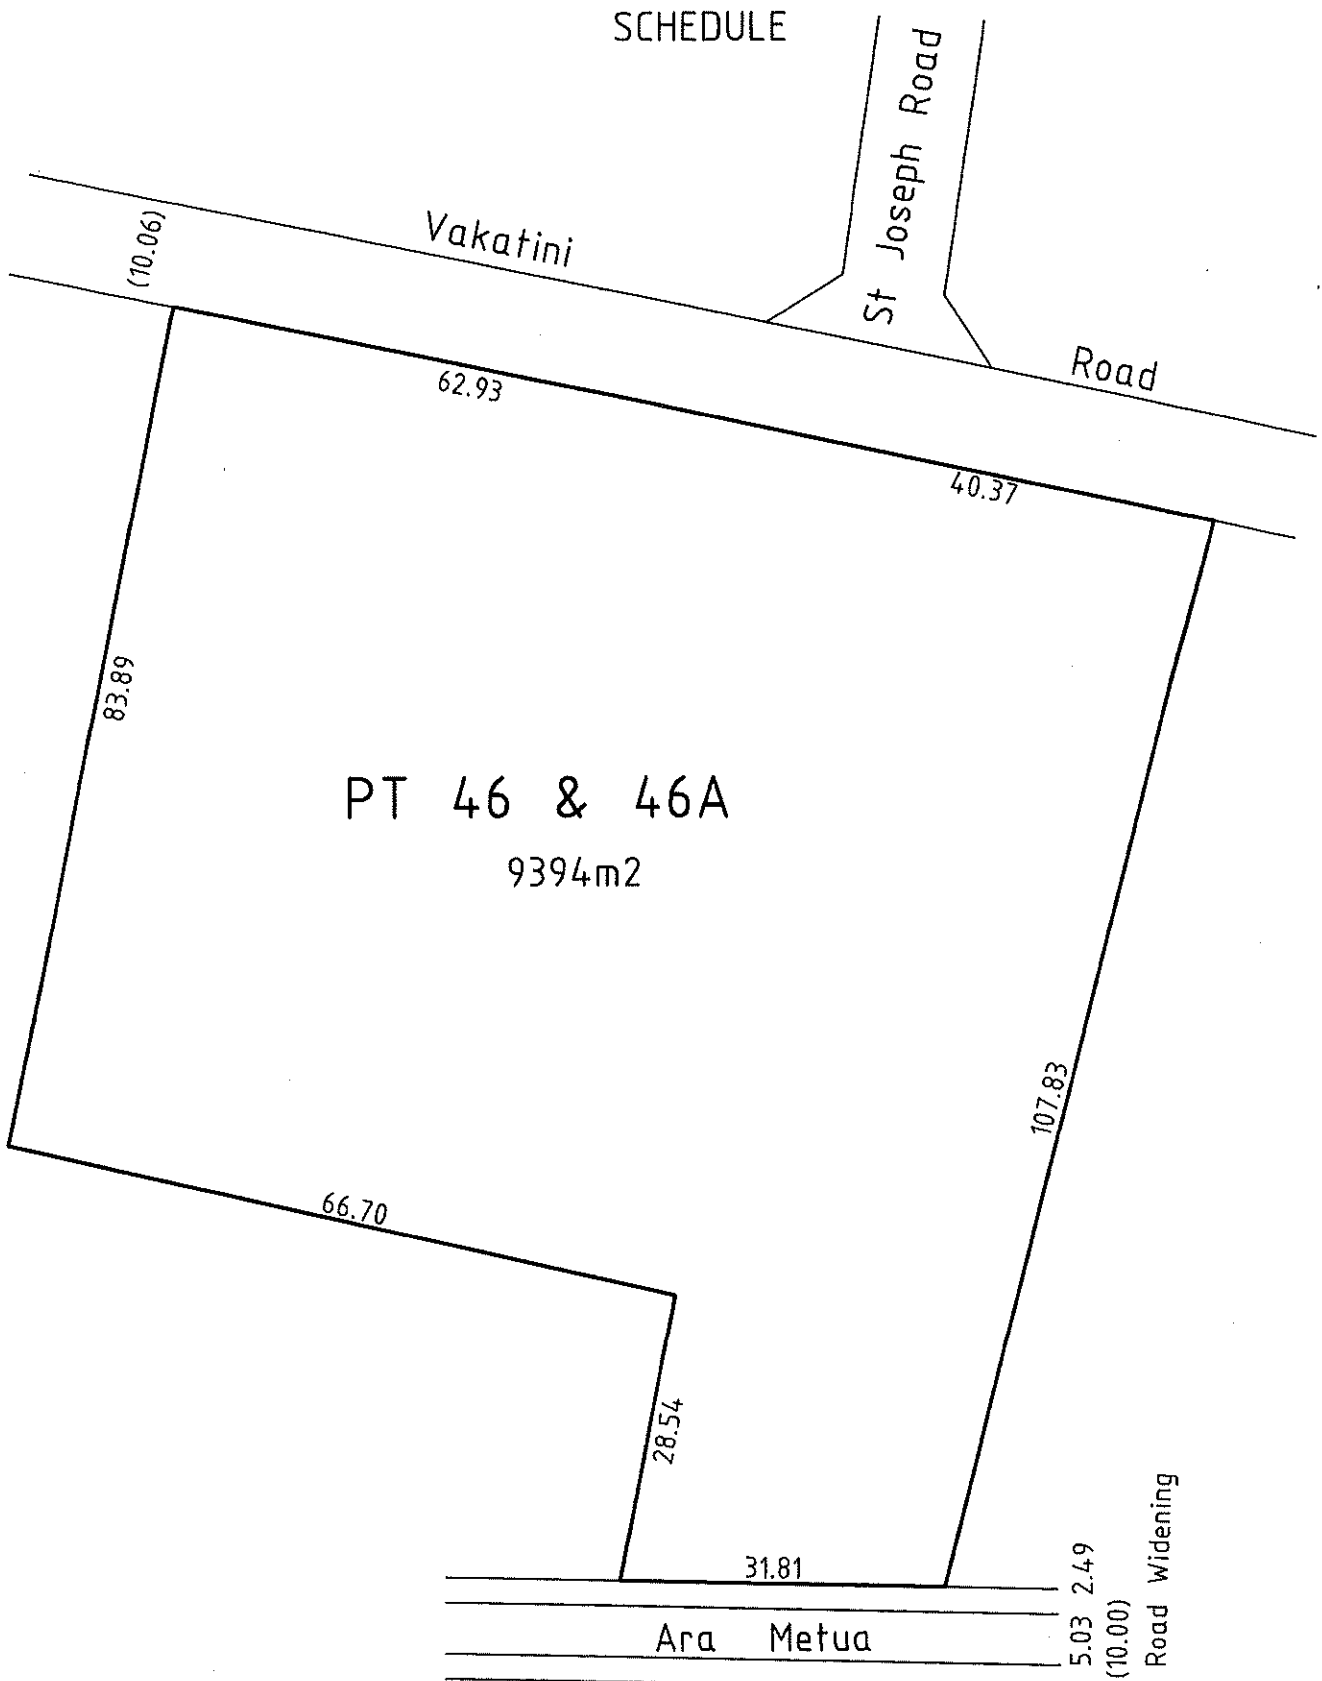 SCHEDULE
St Joseph Road
Vakatini Road
(10.06)
62.93
40.37
83.89
PT 46 & 46A
9394m2
107.83
66.70
28.54
31.81
Ara Metua
5.03 2.49
(10.00)
Road Widening